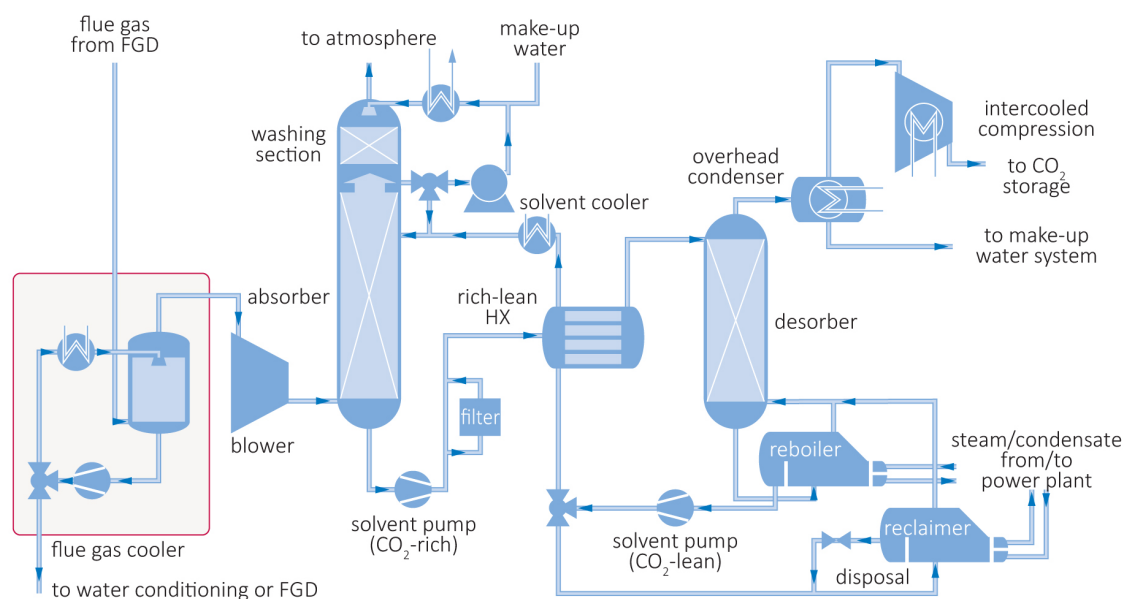 flue gas
from FGD
to atmosphere
make-up
water
washing
section
intercooled
compression
overhead
condenser
to CO₂
storage
solvent cooler
to make-up
water system
absorber
rich-lean
HX
desorber
filter
blower
reboiler
steam/condensate
from/to
power plant
solvent pump
(CO₂-rich)
solvent pump
(CO₂-lean)
reclaimer
flue gas cooler
disposal
to water conditioning or FGD